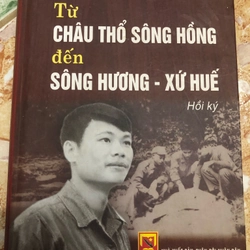 Từ
CHÂU THỔ SÔNG HỒNG
đến
SÔNG HƯƠNG - XỨ HUẾ
Hồi ký